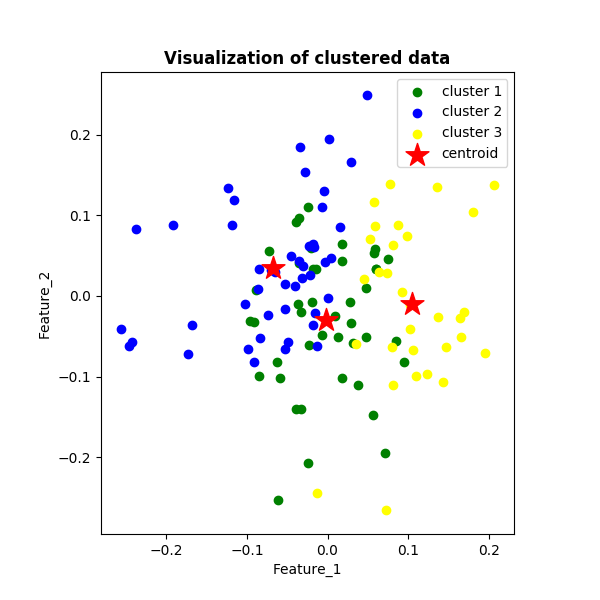 Visualization of clustered data
cluster 1
cluster 2
cluster 3
centroid
Feature_2
0.2
0.1
0.0
−0.1
−0.2
−0.2
−0.1
0.0
0.1
0.2
Feature_1